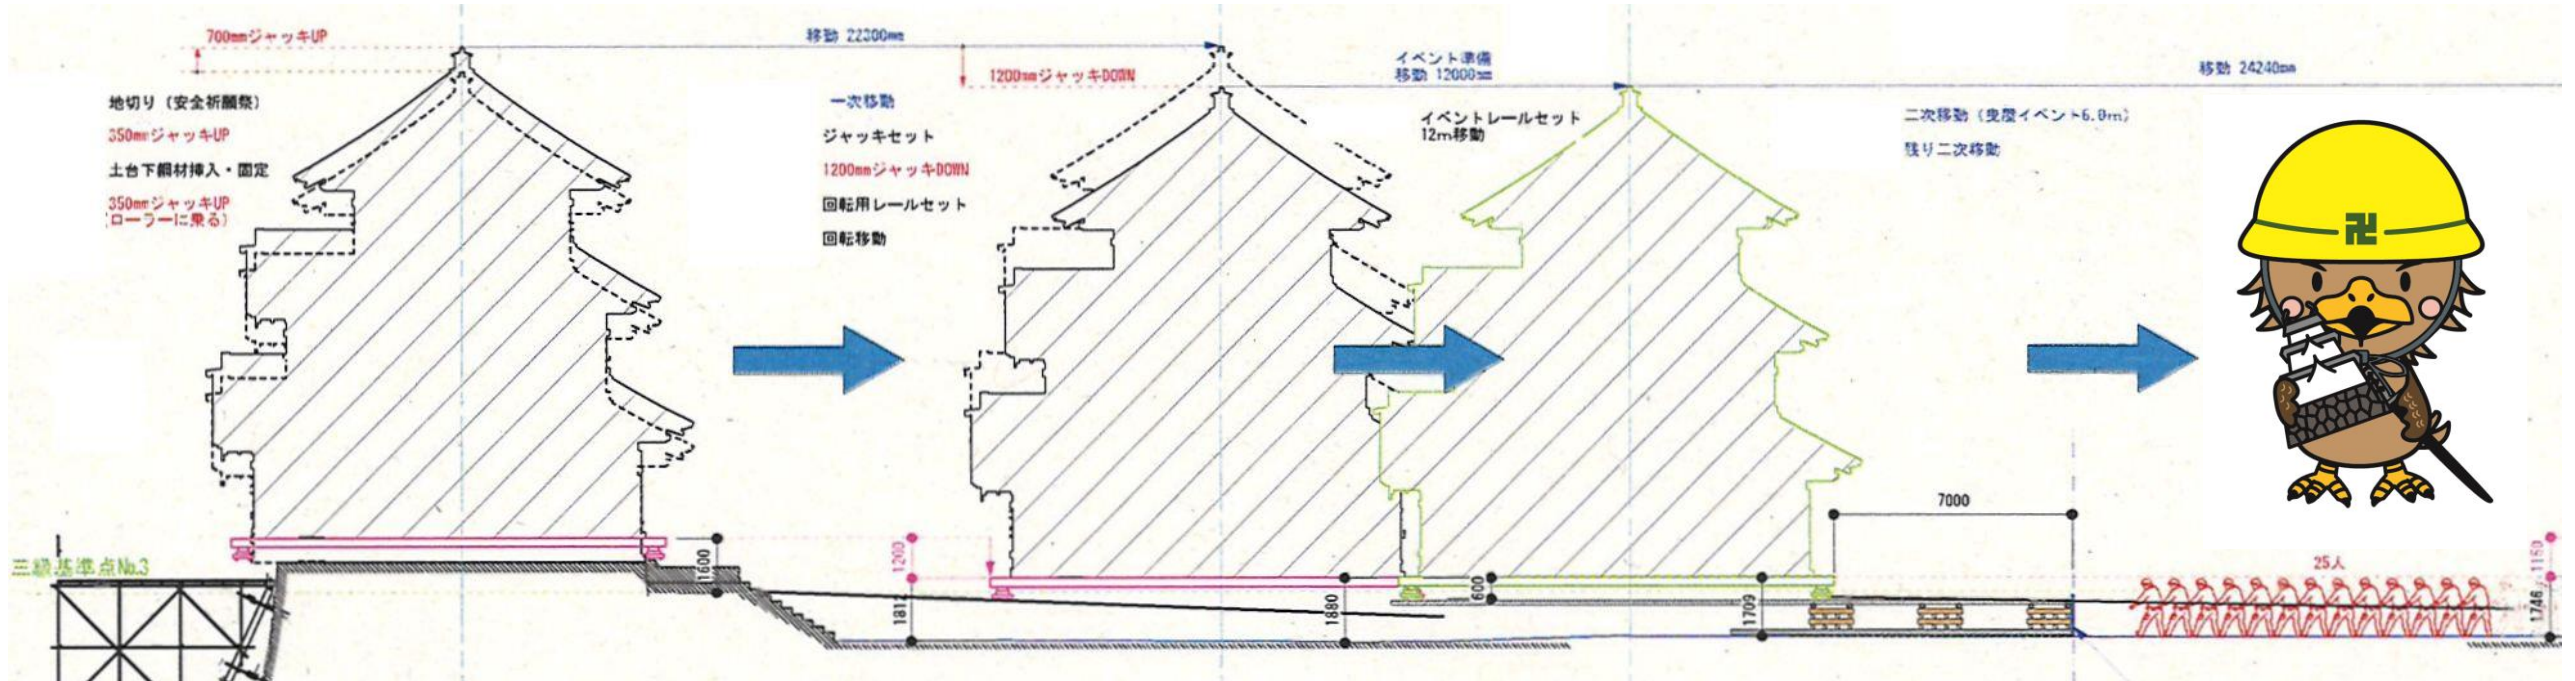 700mmジャッキUP
地切り（安全祈願祭）
350mmジャッキUP
土台下鋼材挿入・固定
350mmジャッキUP
（ローラーに乗る）
三級基準点No.3
1600
移動 22300mm
一次移動
ジャッキセット
1200mmジャッキDOWN
回転用レールセット
回転移動
1200mmジャッキDOWN
1200
1812
1880
イベント準備
移動 12000mm
イベントレールセット
12m移動
600
1709
移動 24240mm
二次移動（曳屋イベント6.0m）
残り二次移動
7000
卍
25人
1150
1746